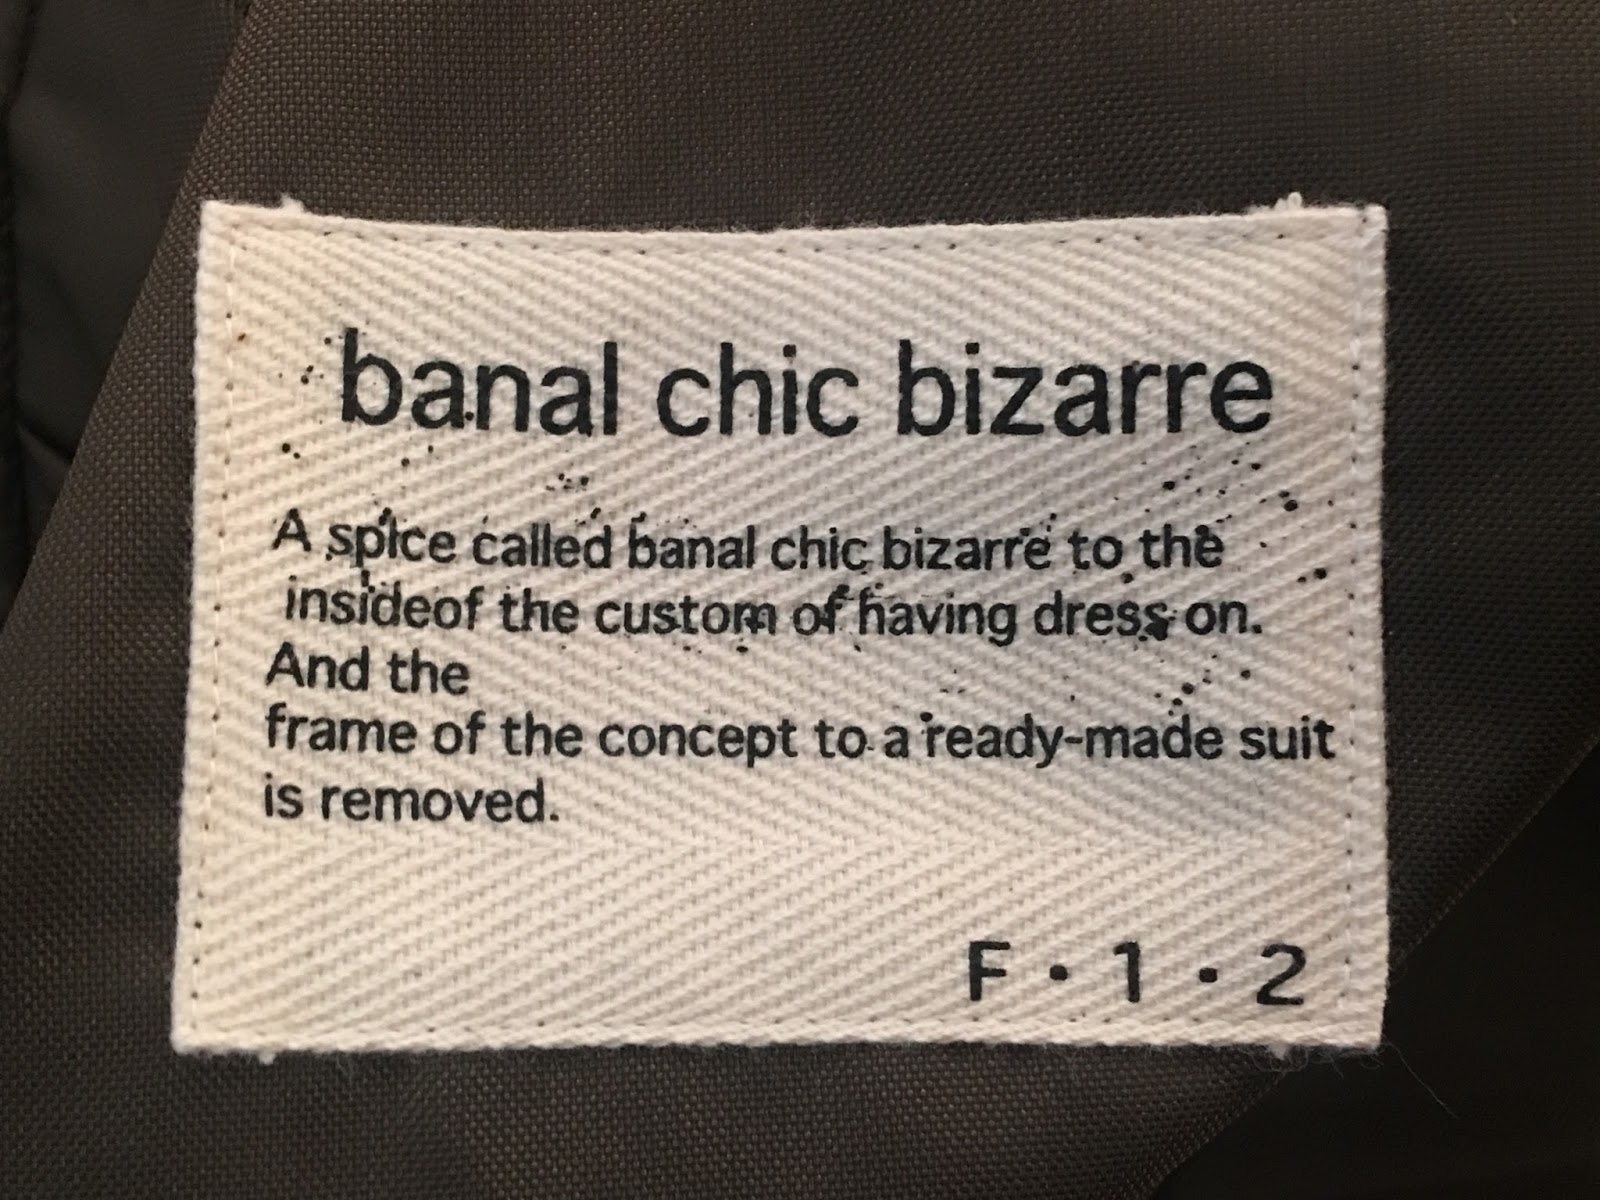 banal chic bizarre
A spice called banal chic bizarre to the
insideof the custom of having dress on.
And the
frame of the concept to a ready-made suit
is removed.
F・1・2